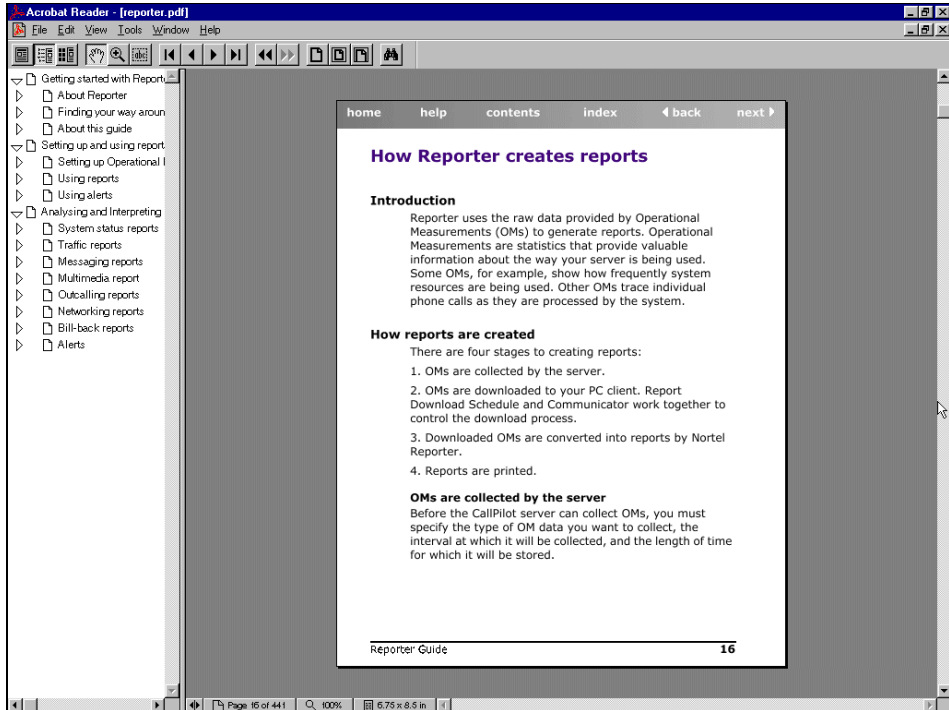 Acrobat Reader - [reporter.pdf]
File Edit View Tools Window Help
Getting started with Report
About Reporter
Finding your way aroun
About this guide
Setting up and using report
Setting up Operational
Using reports
Using alerts
Analysing and Interpreting
System status reports
Traffic reports
Messaging reports
Multimedia report
Outcalling reports
Networking reports
Bill-back reports
Alerts
home help contents index back next
How Reporter creates reports
Introduction
Reporter uses the raw data provided by Operational
Measurements (OMs) to generate reports. Operational
Measurements are statistics that provide valuable
information about the way your server is being used.
Some OMs, for example, show how frequently system
resources are being used. Other OMs trace individual
phone calls as they are processed by the system.
How reports are created
There are four stages to creating reports:
1. OMs are collected by the server.
2. OMs are downloaded to your PC client. Report
Download Schedule and Communicator work together to
control the download process.
3. Downloaded OMs are converted into reports by Nortel
Reporter.
4. Reports are printed.
OMs are collected by the server
Before the CallPilot server can collect OMs, you must
specify the type of OM data you want to collect, the
interval at which it will be collected, and the length of time
for which it will be stored.
Reporter Guide 16
Page 16 of 441 100% 6.75 x 8.5 in